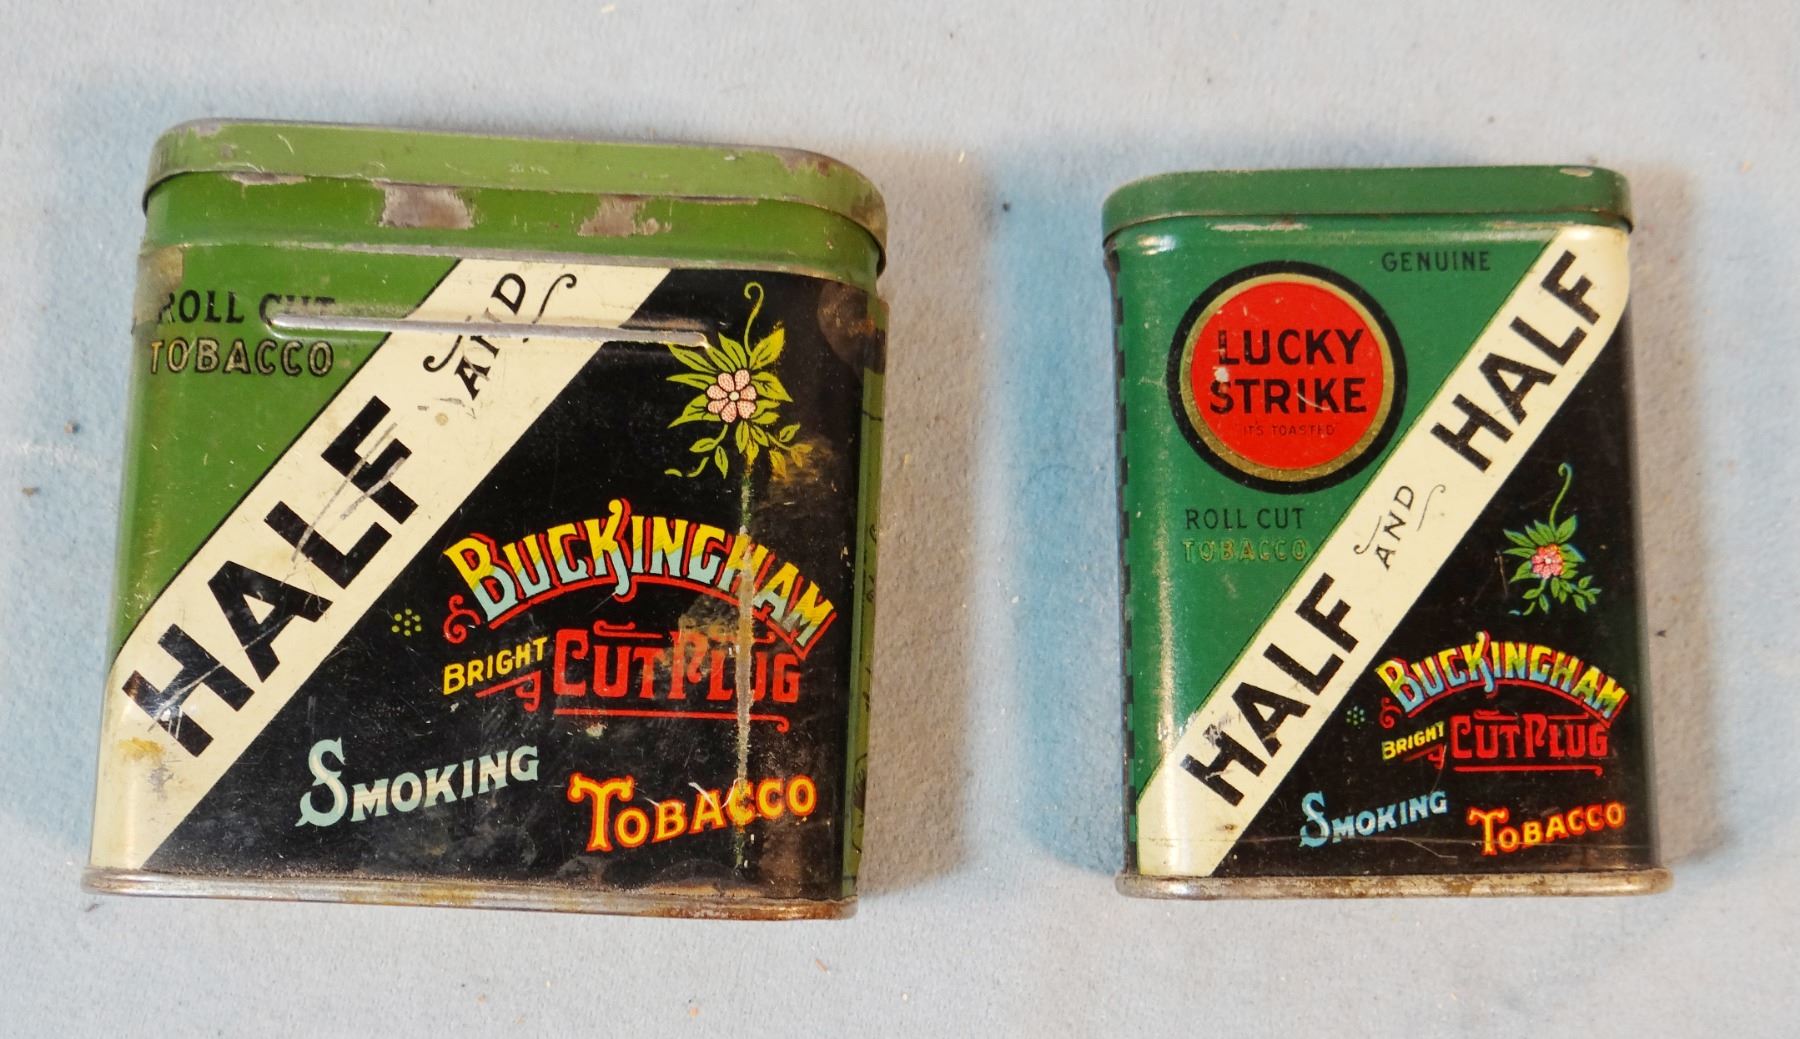 ROLL CUT
TOBACCO
HALF
AND
BUCKINGHAM
BRIGHT CUT PLUG
SMOKING
TOBACCO
GENUINE
LUCKY
STRIKE
IT'S TOASTED
ROLL CUT
TOBACCO
HALF
AND
HALF
BUCKINGHAM
BRIGHT CUT PLUG
SMOKING
TOBACCO